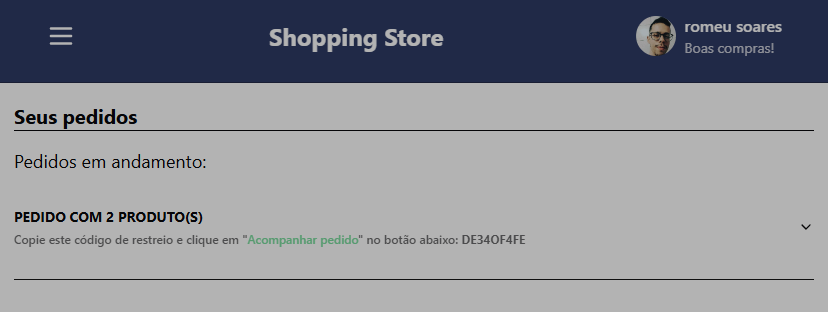 Shopping Store
romeu soares
Boas compras!
Seus pedidos
Pedidos em andamento:
PEDIDO COM 2 PRODUTO(S)
Copie este código de restreio e clique em "Acompanhar pedido" no botão abaixo: DE34OF4FE